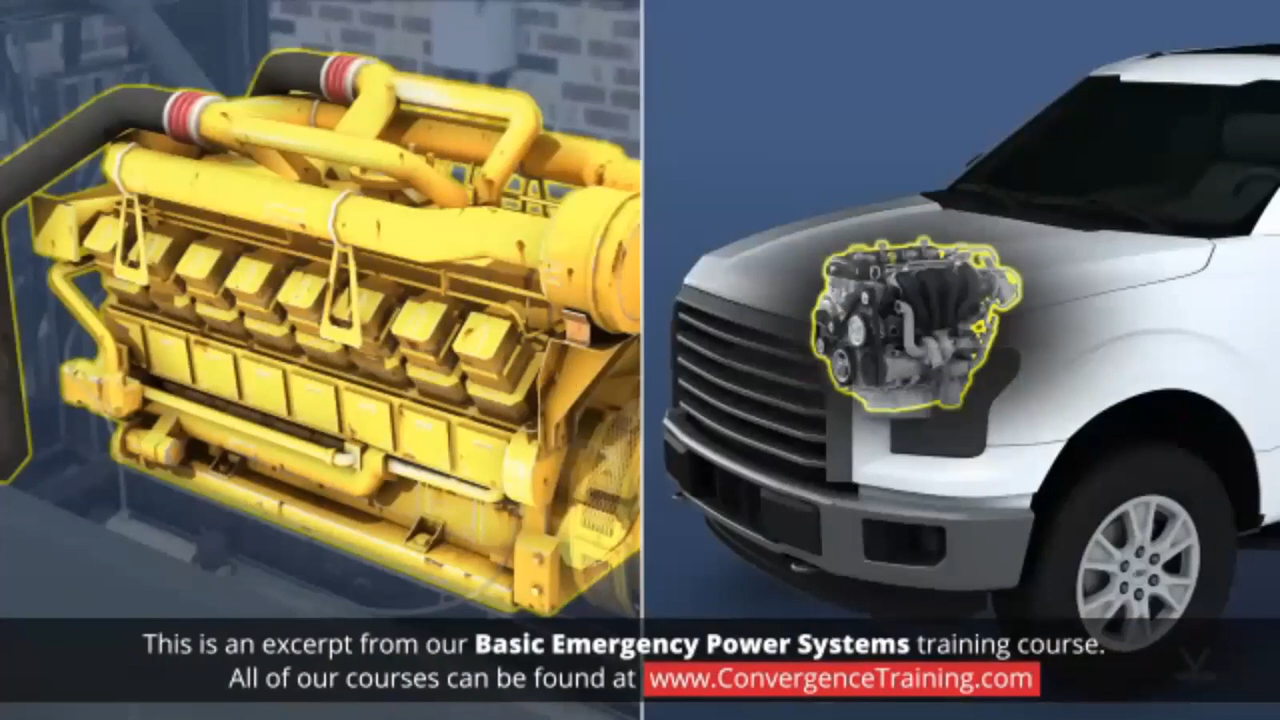 This is an excerpt from our Basic Emergency Power Systems training course.
All of our courses can be found at www.ConvergenceTraining.com